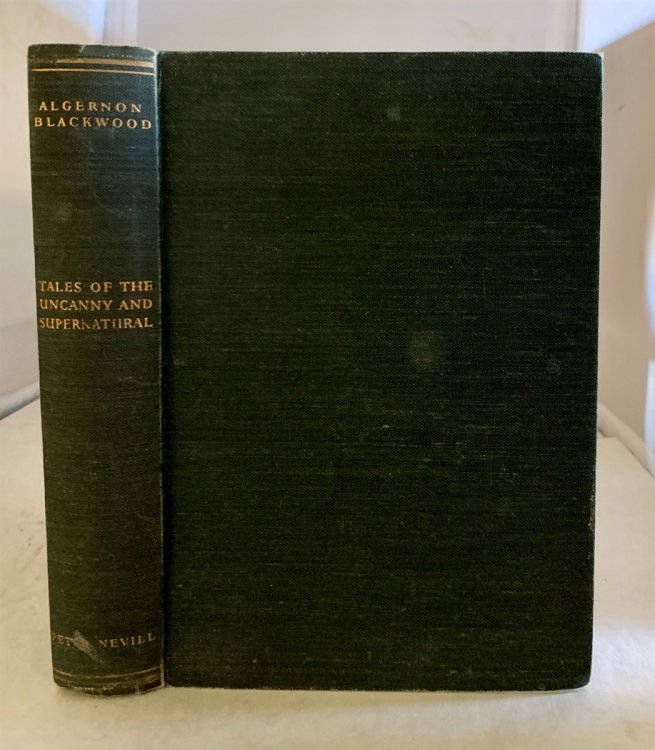 ALGERNON
BLACKWOOD
TALES OF THE
UNCANNY AND
SUPERNATURAL
NEVILL